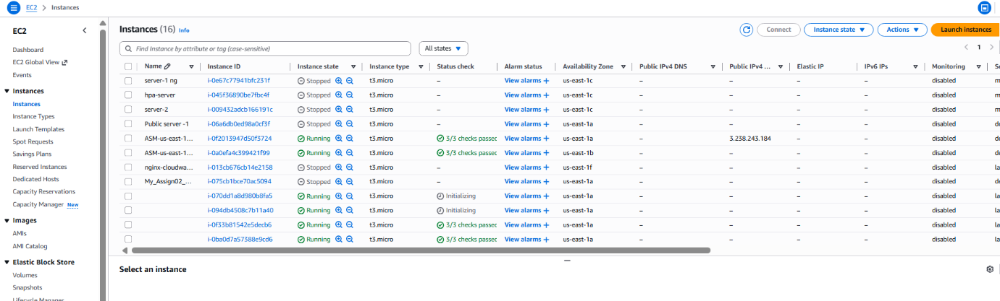 EC2 > Instances
EC2
Dashboard
EC2 Global View
Events
Instances
Instances
Instance Types
Launch Templates
Spot Requests
Savings Plans
Reserved Instances
Dedicated Hosts
Capacity Reservations
Capacity Manager New
Images
AMIs
AMI Catalog
Elastic Block Store
Volumes
Snapshots
Lifecycle Manager
Instances (16) Info
Connect Instance state Actions Launch instances
Find Instance by attribute or tag (case-sensitive) All states
1
Name Instance ID Instance state Instance type Status check Alarm status Availability Zone Public IPv4 DNS Public IPv4 ... Elastic IP IPv6 IPs Monitoring Se
server-1 ng i-0e67c77941bfc231f Stopped t3.micro – View alarms + us-east-1c – – – – disabled m
hpa-server i-045f36890be7fbc4f Stopped t3.micro – View alarms + us-east-1c – – – – disabled m
server-2 i-009432adcb166191c Stopped t3.micro – View alarms + us-east-1c – – – – disabled m
Public server -1 i-06a6db0ed98a0cf3f Stopped t3.micro – View alarms + us-east-1a – – – – disabled de
ASM-us-east-1... i-0f2013947d50f3724 Running t3.micro 3/3 checks passed View alarms + us-east-1a – 3.238.243.184 – – disabled de
ASM-us-east-1... i-0a0efa4c399421f99 Running t3.micro 3/3 checks passed View alarms + us-east-1b – – – – disabled de
nginx-cloudwa... i-013cb676cb14e2158 Stopped t3.micro – View alarms + us-east-1f – – – – disabled la
My_Assign02_... i-075cb1bce70ac5094 Stopped t3.micro – View alarms + us-east-1a – – – – disabled de
i-070dd1a8d980b8fa5 Running t3.micro Initializing View alarms + us-east-1a – – – – disabled la
i-094db4508c7b11a40 Running t3.micro Initializing View alarms + us-east-1a – – – – disabled la
i-0f33b81542e5decb6 Running t3.micro 3/3 checks passed View alarms + us-east-1a – – – – disabled la
i-0ba0d7a57388e9cd6 Running t3.micro 3/3 checks passed View alarms + us-east-1a – – – – disabled la
Select an instance